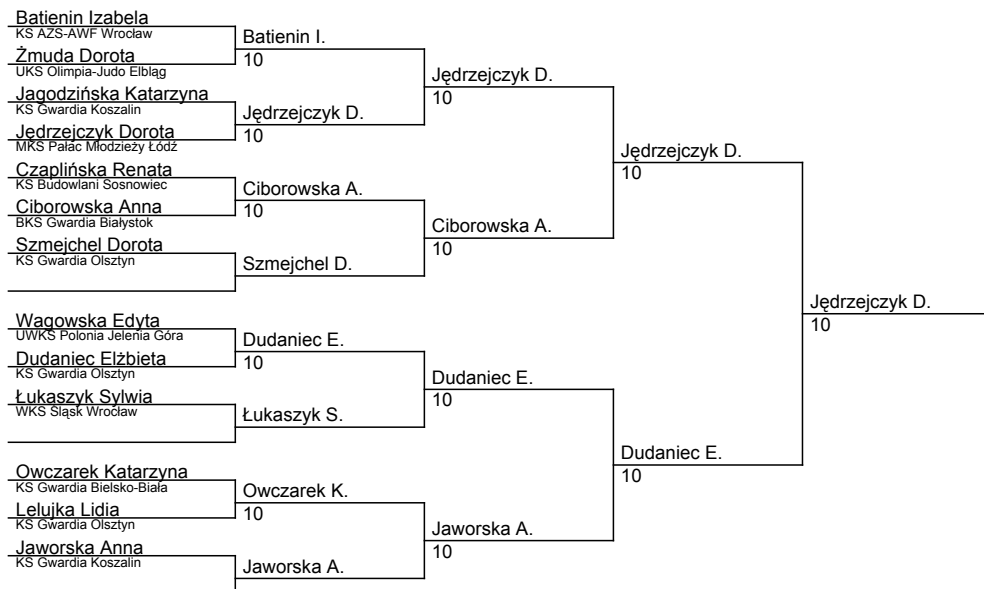 Batienin Izabela
KS AZS-AWF Wrocław
Żmuda Dorota
UKS Olimpia-Judo Elbląg
Jagodzińska Katarzyna
KS Gwardia Koszalin
Jędrzejczyk Dorota
MKS Pałac Młodzieży Łódź
Czaplińska Renata
KS Budowlani Sosnowiec
Ciborowska Anna
BKS Gwardia Białystok
Szmejchel Dorota
KS Gwardia Olsztyn
Wągowska Edyta
UWKS Polonia Jelenia Góra
Dudaniec Elżbieta
KS Gwardia Olsztyn
Łukaszyk Sylwia
WKS Śląsk Wrocław
Owczarek Katarzyna
KS Gwardia Bielsko-Biała
Lelujka Lidia
KS Gwardia Olsztyn
Jaworska Anna
KS Gwardia Koszalin
Batienin I.
10
Jędrzejczyk D.
10
Ciborowska A.
10
Szmejchel D.
Dudaniec E.
10
Łukaszyk S.
Owczarek K.
10
Jaworska A.
Jędrzejczyk D.
10
Ciborowska A.
10
Dudaniec E.
10
Jaworska A.
10
Jędrzejczyk D.
10
Dudaniec E.
10
Jędrzejczyk D.
10